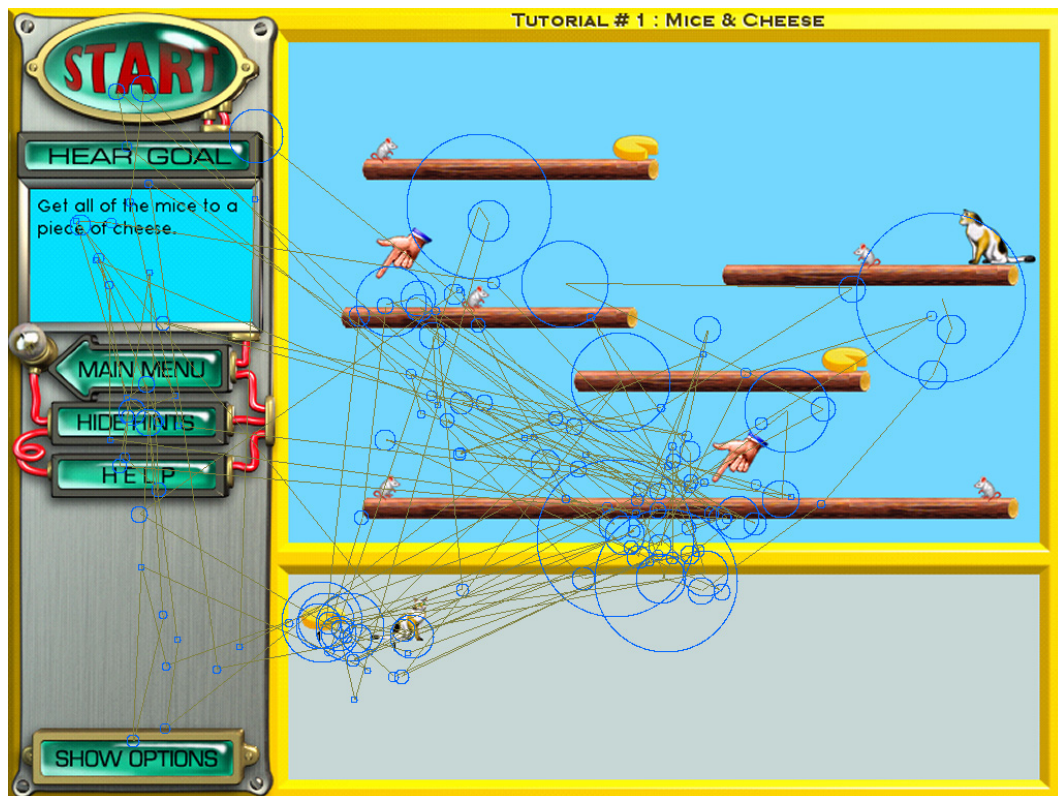 TUTORIAL # 1 : MICE & CHEESE
START
HEAR GOAL
Get all of the mice to a
piece of cheese.
MAIN MENU
HIDE HINTS
HELP
SHOW OPTIONS